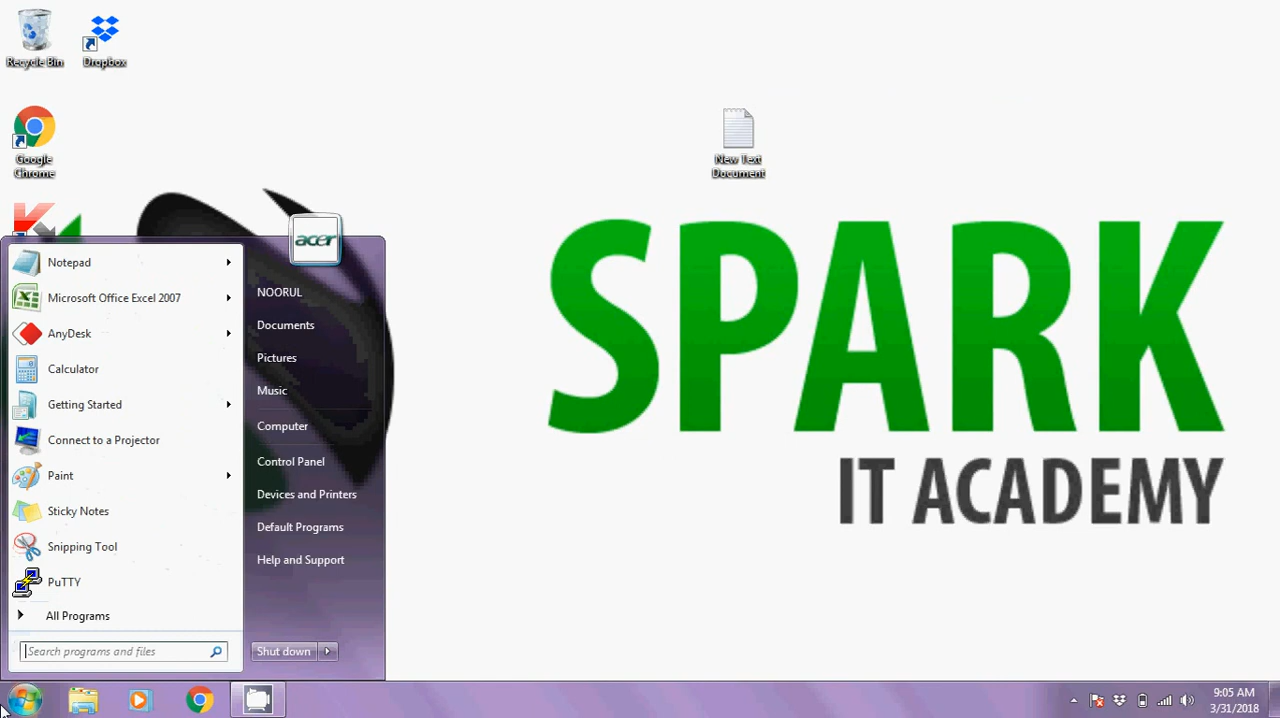 Recycle Bin
Dropbox
Google
Chrome
New Text
Document
acer
Notepad
Microsoft Office Excel 2007
AnyDesk
Calculator
Getting Started
Connect to a Projector
Paint
Sticky Notes
Snipping Tool
PuTTY
All Programs
Search programs and files
NOORUL
Documents
Pictures
Music
Computer
Control Panel
Devices and Printers
Default Programs
Help and Support
Shut down
SPARK
IT ACADEMY
9:05 AM
3/31/2018